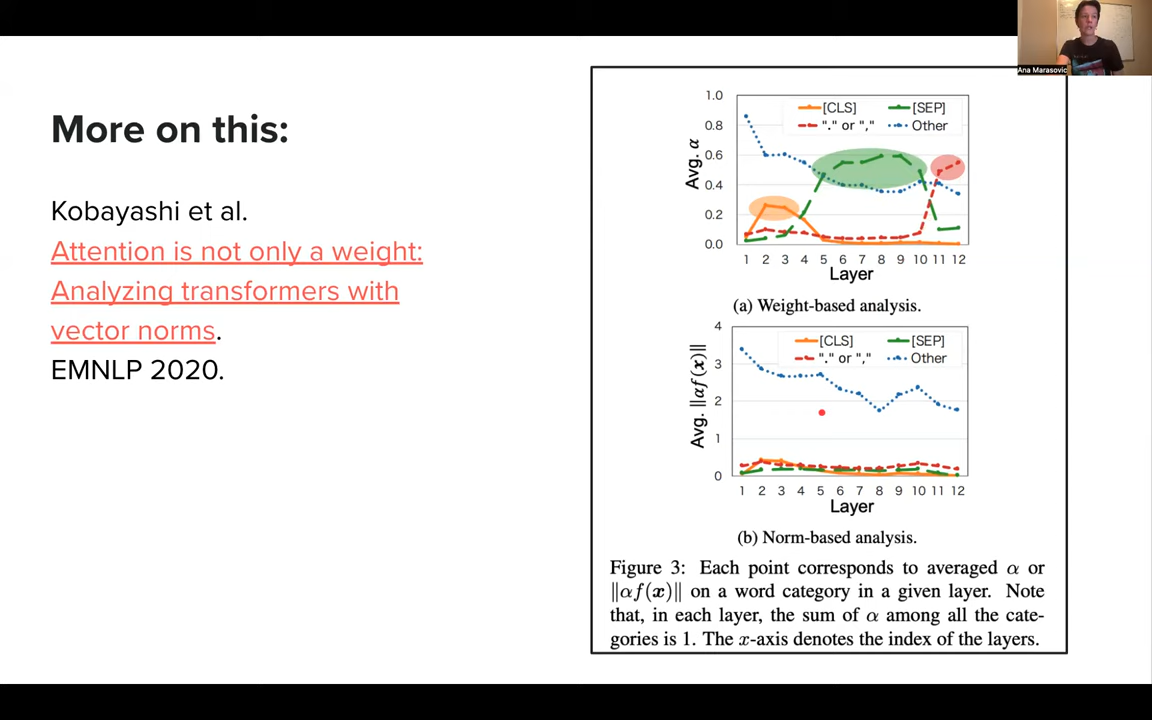 Ana Marasovic
More on this:
Kobayashi et al.
Attention is not only a weight:
Analyzing transformers with
vector norms.
EMNLP 2020.
1.0
0.8
0.6
0.4
0.2
0.0
Avg. α
[CLS]
[SEP]
"." or ","
Other
1 2 3 4 5 6 7 8 9 10 11 12
Layer
(a) Weight-based analysis.
4
3
2
1
0
Avg. ‖αf(x)‖
[CLS]
[SEP]
"." or ","
Other
1 2 3 4 5 6 7 8 9 10 11 12
Layer
(b) Norm-based analysis.
Figure 3: Each point corresponds to averaged α or
‖αf(x)‖ on a word category in a given layer. Note
that, in each layer, the sum of α among all the cate-
gories is 1. The x-axis denotes the index of the layers.